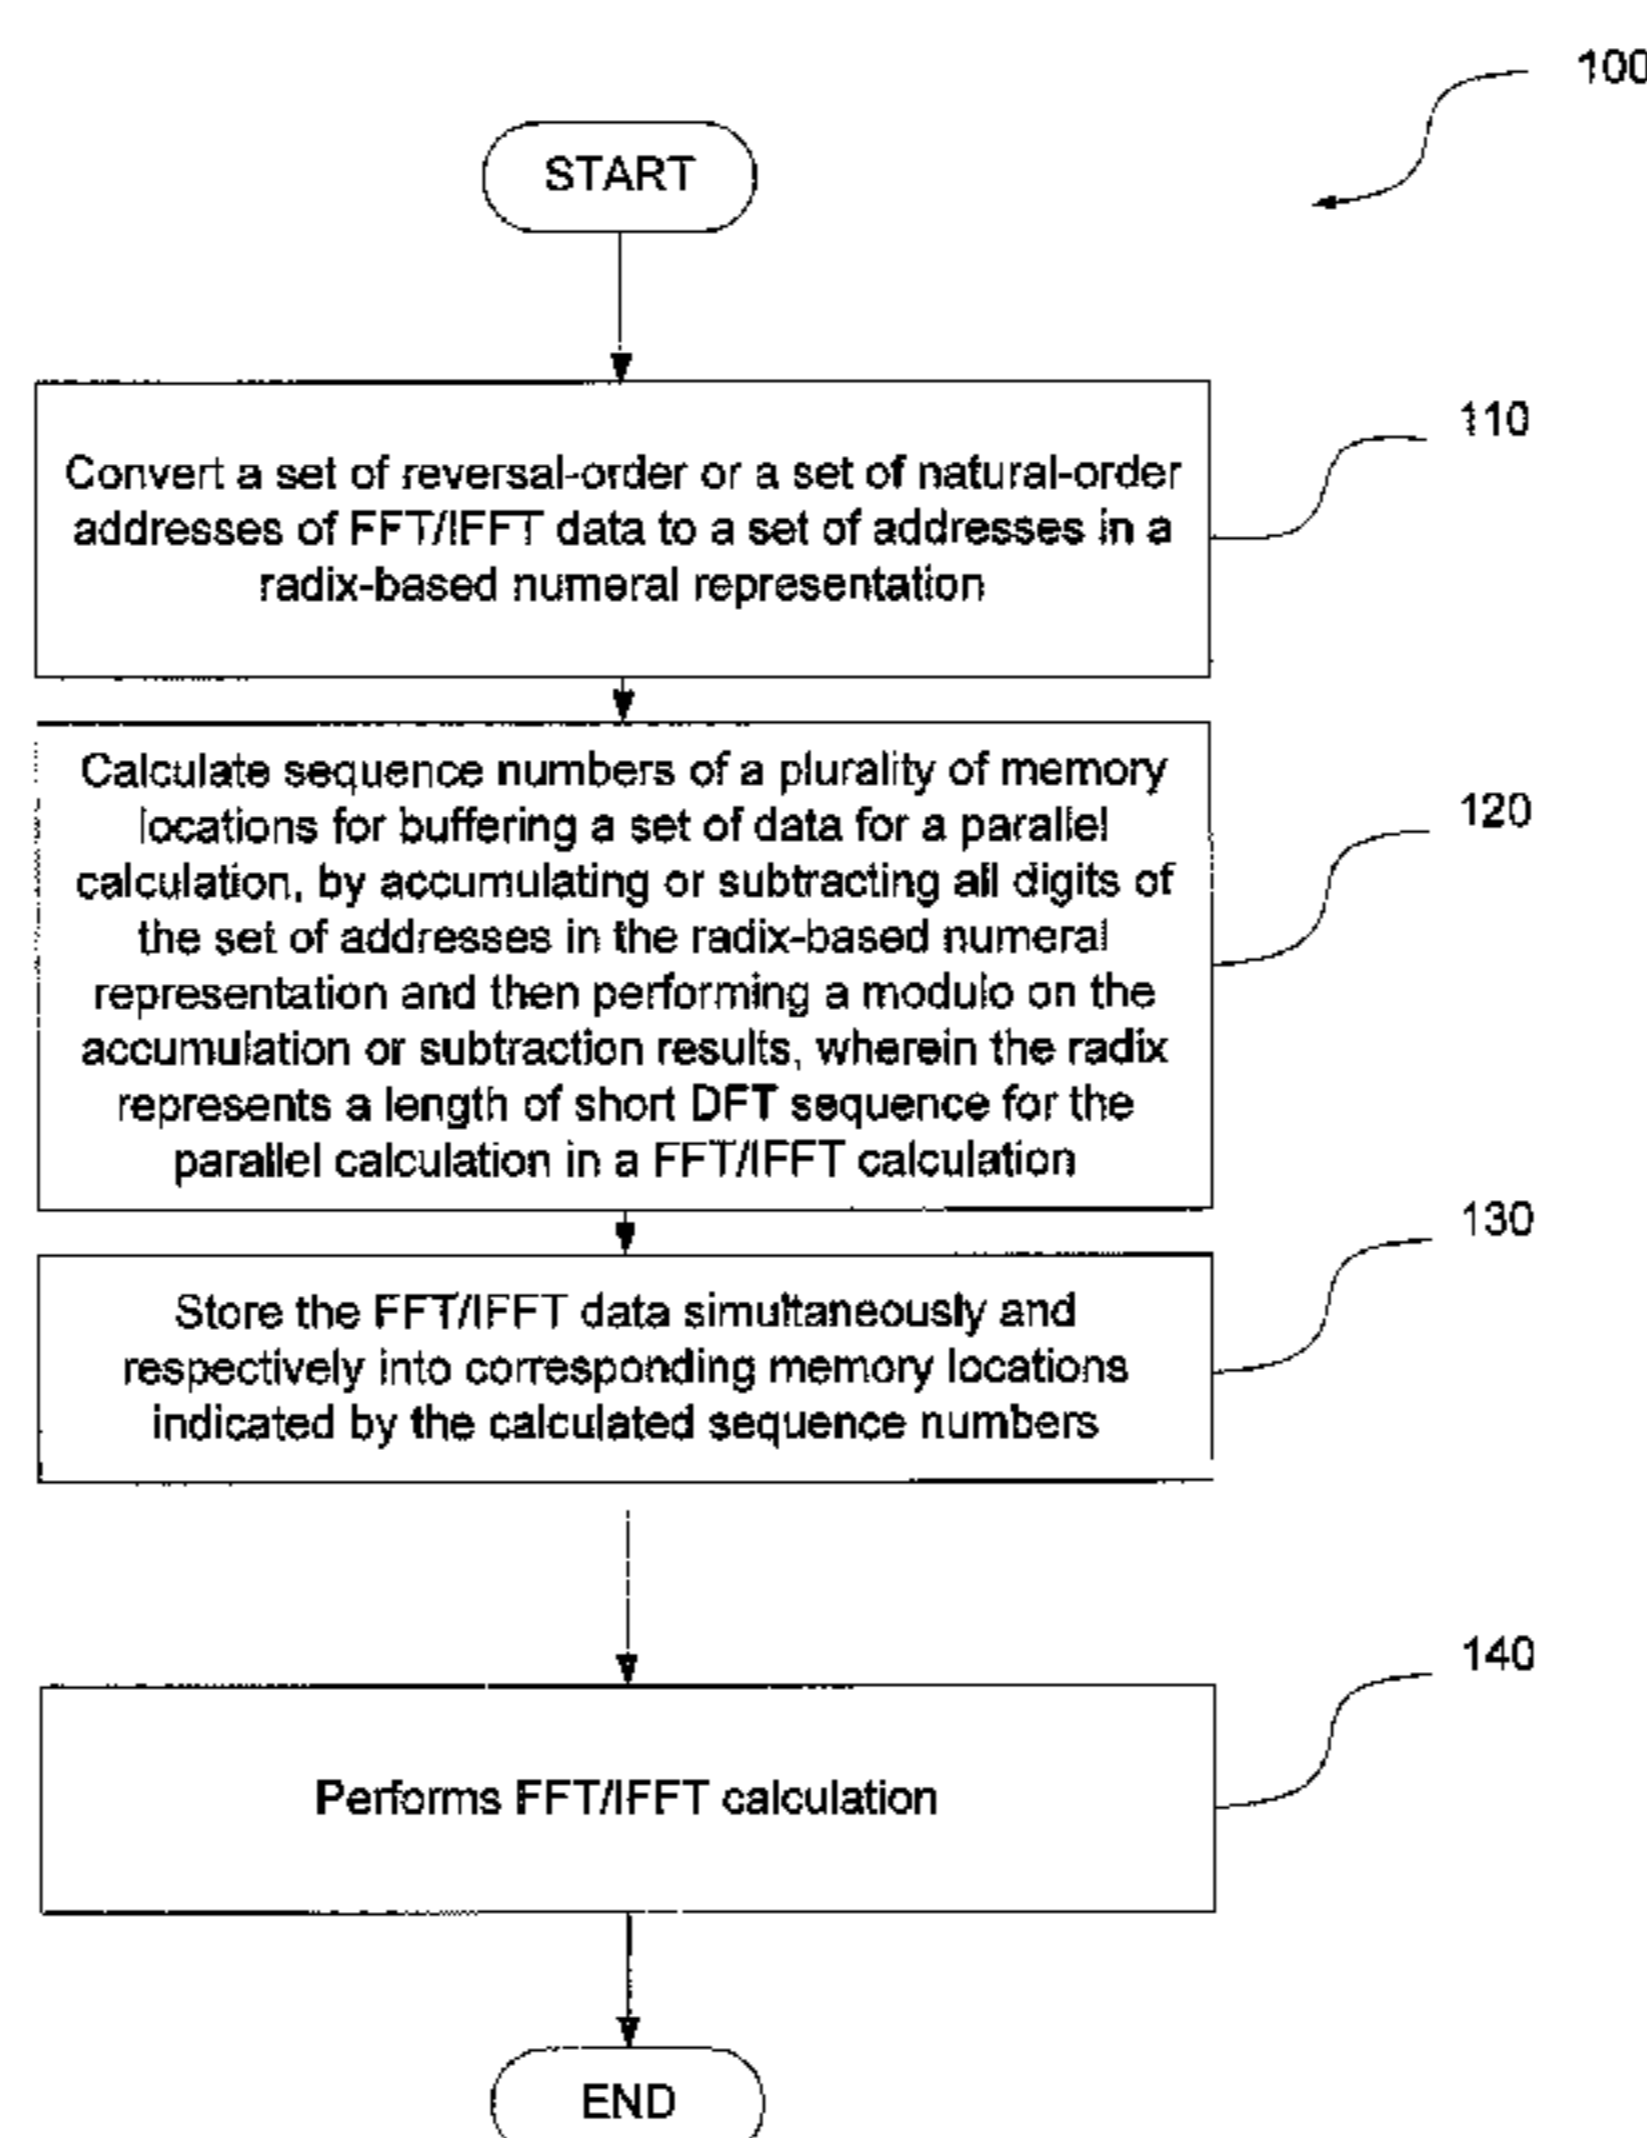 100
START
110
Convert a set of reversal-order or a set of natural-order
addresses of FFT/IFFT data to a set of addresses in a
radix-based numeral representation
120
Calculate sequence numbers of a plurality of memory
locations for buffering a set of data for a parallel
calculation, by accumulating or subtracting all digits of
the set of addresses in the radix-based numeral
representation and then performing a modulo on the
accumulation or subtraction results, wherein the radix
represents a length of short DFT sequence for the
parallel calculation in a FFT/IFFT calculation
130
Store the FFT/IFFT data simultaneously and
respectively into corresponding memory locations
indicated by the calculated sequence numbers
140
Performs FFT/IFFT calculation
END